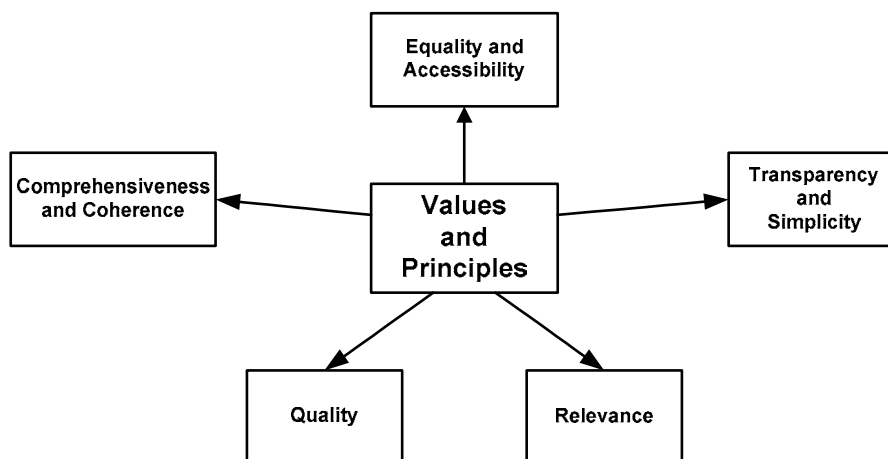 Equality and
Accessibility
Comprehensiveness
and Coherence
Values
and
Principles
Transparency
and
Simplicity
Quality
Relevance